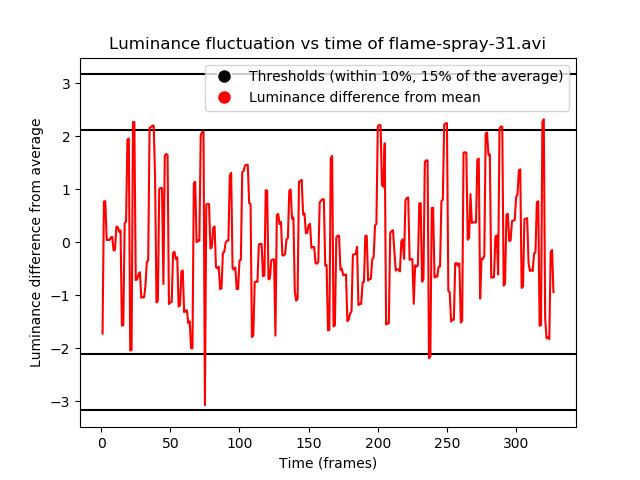 Luminance fluctuation vs time of flame-spray-31.avi
Thresholds (within 10%, 15% of the average)
Luminance difference from mean
Luminance difference from average
3
2
1
0
−1
−2
−3
0 50 100 150 200 250 300
Time (frames)